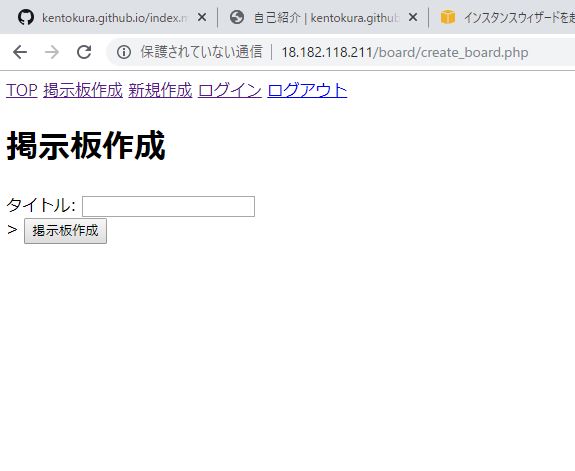 kentokura.github.io/index.m
自己紹介 | kentokura.github
インスタンスウィザードを起
保護されていない通信 | 18.182.118.211/board/create_board.php
TOP 掲示板作成 新規作成 ログイン ログアウト
掲示板作成
タイトル:
> 掲示板作成